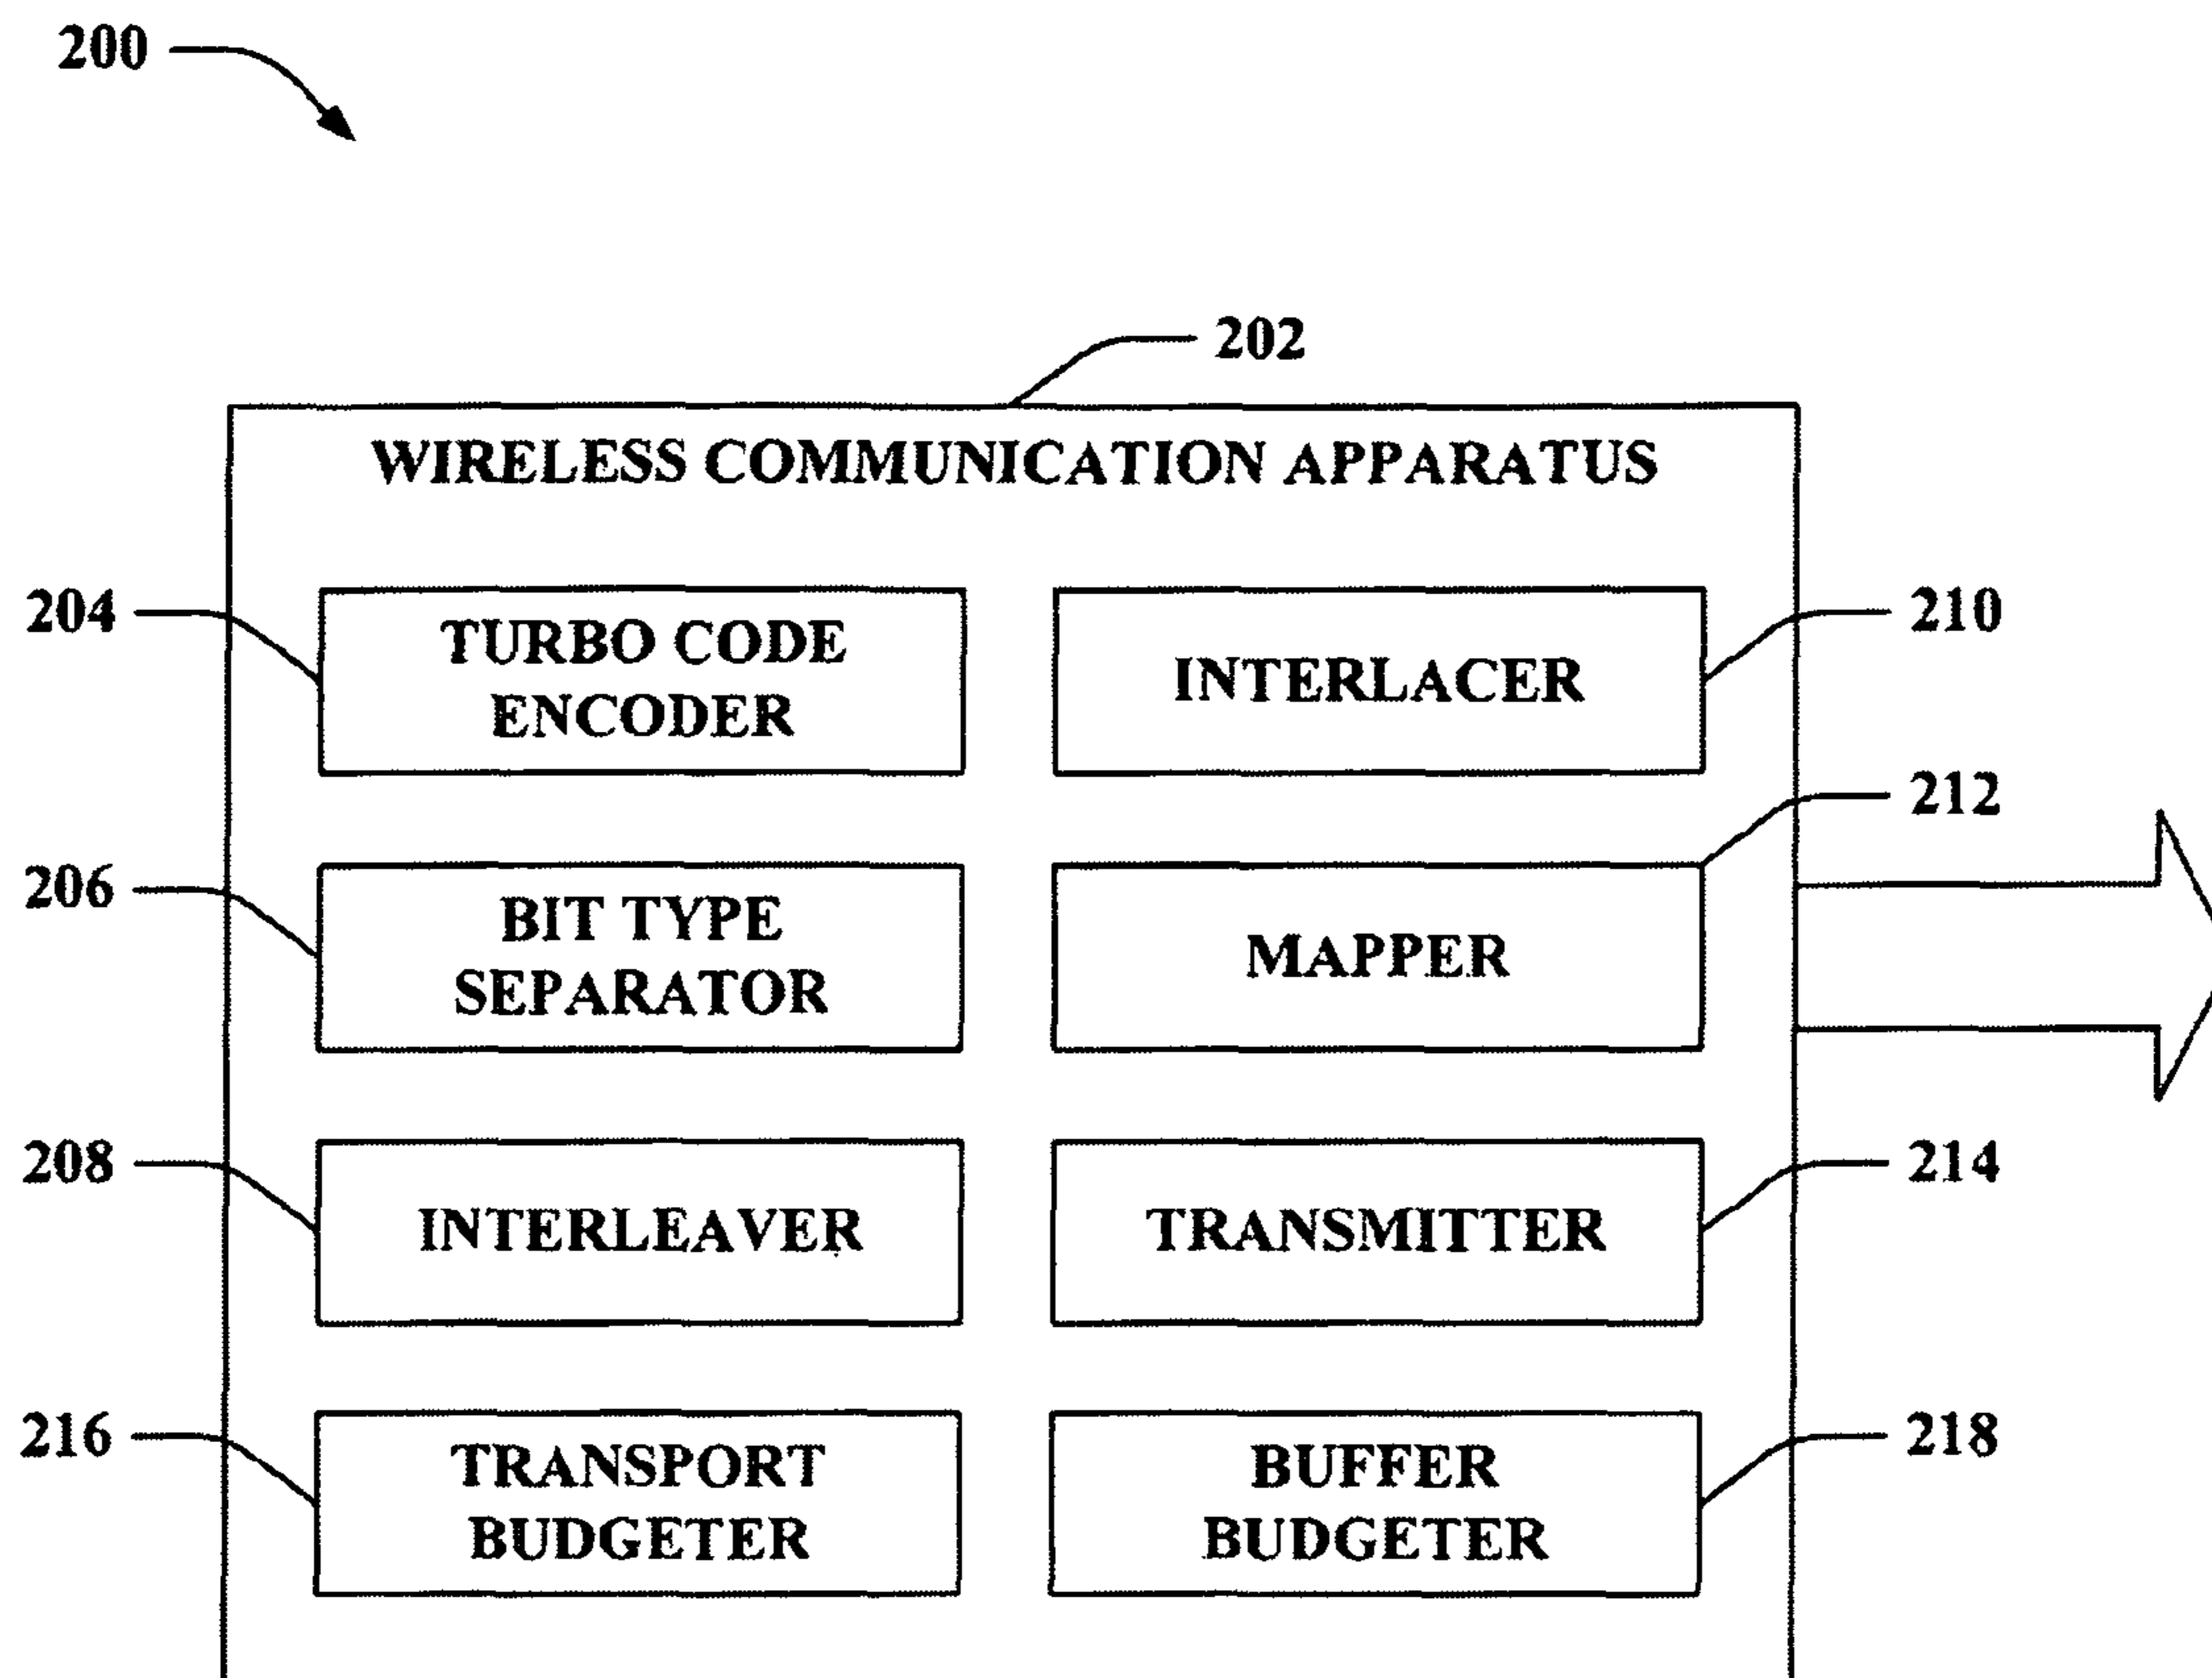 200
202
WIRELESS COMMUNICATION APPARATUS
204
TURBO CODE
ENCODER
INTERLACER
210
212
206
BIT TYPE
SEPARATOR
MAPPER
208
INTERLEAVER
TRANSMITTER
214
216
TRANSPORT
BUDGETER
BUFFER
BUDGETER
218